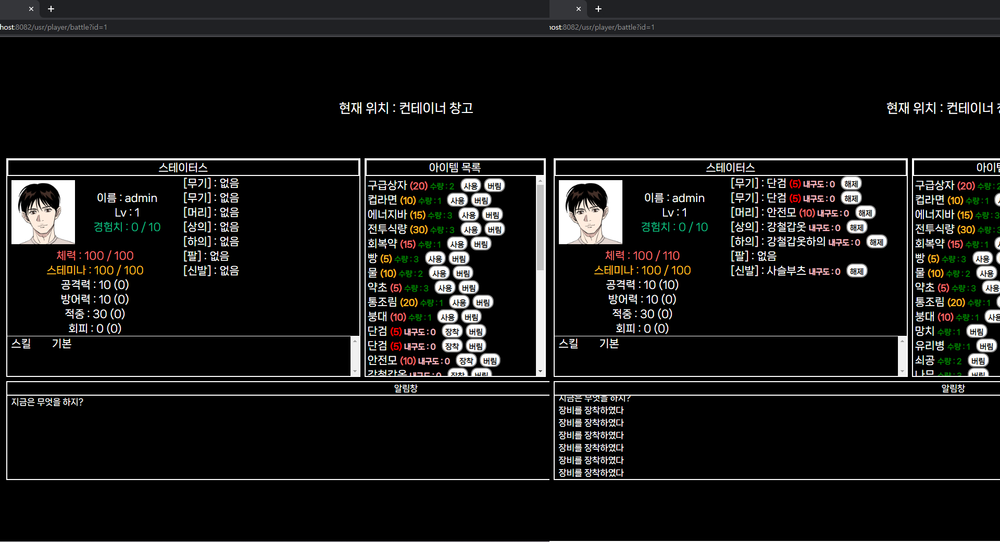 host:8082/usr/player/battle?id=1
현재 위치 : 컨테이너 창고
스테이터스
이름 : admin
Lv : 1
경험치 : 0 / 10
체력 : 100 / 100
스테미나 : 100 / 100
공격력 : 10 (0)
방어력 : 10 (0)
적중 : 30 (0)
회피 : 0 (0)
[무기] : 없음
[무기] : 없음
[머리] : 없음
[상의] : 없음
[하의] : 없음
[팔] : 없음
[신발] : 없음
스킬 기본
아이템 목록
구급상자 (20) 수량 : 2 사용 버림
컵라면 (10) 수량 : 1 사용 버림
에너지바 (15) 수량 : 3 사용 버림
전투식량 (30) 수량 : 3 사용 버림
회복약 (15) 수량 : 1 사용 버림
빵 (5) 수량 : 3 사용 버림
물 (10) 수량 : 2 사용 버림
약초 (5) 수량 : 3 사용 버림
통조림 (20) 수량 : 1 사용 버림
붕대 (10) 수량 : 1 사용 버림
단검 (5) 내구도 : 0 장착 버림
단검 (5) 내구도 : 0 장착 버림
안전모 (10) 내구도 : 0 장착 버림
강철갑옷 내구도 : 0 장착 버림
알림창
지금은 무엇을 하지?
host:8082/usr/player/battle?id=1
현재 위치 : 컨테이너
스테이터스
이름 : admin
Lv : 1
경험치 : 0 / 10
체력 : 100 / 110
스테미나 : 100 / 100
공격력 : 10 (10)
방어력 : 10 (0)
적중 : 30 (0)
회피 : 0 (0)
[무기] : 단검 (5) 내구도 : 0 해제
[무기] : 단검 (5) 내구도 : 0 해제
[머리] : 안전모 (10) 내구도 : 0 해제
[상의] : 강철갑옷 내구도 : 0 해제
[하의] : 강철갑옷하의 내구도 : 0 해제
[팔] : 없음
[신발] : 사슬부츠 내구도 : 0 해제
스킬 기본
아이템
구급상자 (20) 수량 : 2
컵라면 (10) 수량 : 1
에너지바 (15) 수량 : 3
전투식량 (30) 수량 : 3
회복약 (15) 수량 : 1
빵 (5) 수량 : 3 사용
물 (10) 수량 : 2 사용
약초 (5) 수량 : 3 사용
통조림 (20) 수량 : 1
붕대 (10) 수량 : 1 사용
망치 수량 : 1 버림
유리병 수량 : 1 버림
쇠공 수량 : 2 버림
나무 수량 : 3 버림
알림창
지금은 무엇을 하지?
장비를 장착하였다
장비를 장착하였다
장비를 장착하였다
장비를 장착하였다
장비를 장착하였다
장비를 장착하였다